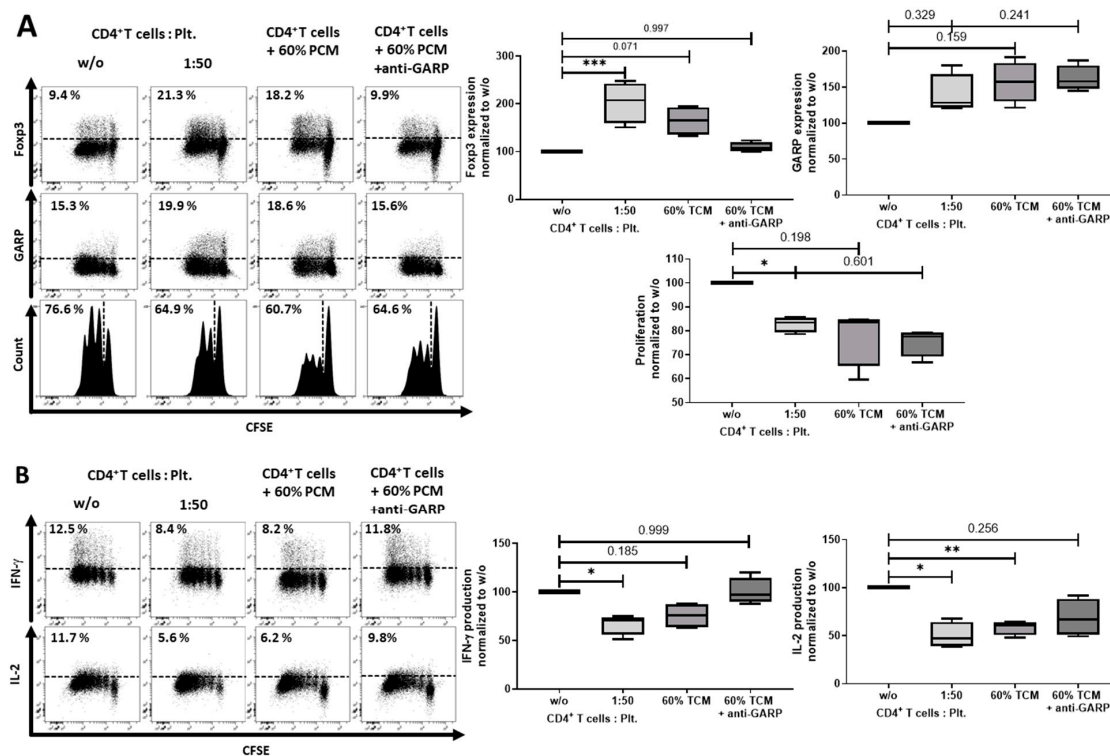 A
CD4⁺T cells : Plt.
w/o
1:50
CD4⁺T cells
+ 60% PCM
CD4⁺T cells
+ 60% PCM
+anti-GARP
Foxp3
9.4 %
21.3 %
18.2 %
9.9%
GARP
15.3 %
19.9 %
18.6 %
15.6%
Count
76.6 %
64.9 %
60.7%
64.6 %
CFSE
0.997
0.071
***
Foxp3 expression
normalized to w/o
300
200
100
0
w/o
1:50
60% TCM
60% TCM
+ anti-GARP
CD4⁺ T cells : Plt.
0.329
0.241
0.159
GARP expression
normalized to w/o
200
150
100
50
0
w/o
1:50
60% TCM
60% TCM
+ anti-GARP
CD4⁺ T cells : Plt.
0.198
*
0.601
Proliferation
normalized to w/o
100
90
80
70
60
50
w/o
1:50
60% TCM
60% TCM
+ anti-GARP
CD4⁺ T cells : Plt.
B
CD4⁺T cells : Plt.
w/o
1:50
CD4⁺T cells
+ 60% PCM
CD4⁺T cells
+ 60% PCM
+anti-GARP
IFN-γ
12.5 %
8.4 %
8.2 %
11.8%
IL-2
11.7 %
5.6 %
6.2 %
9.8%
CFSE
0.999
0.185
*
IFN-γ production
normalized to w/o
150
100
50
0
w/o
1:50
60% TCM
60% TCM
+ anti-GARP
CD4⁺ T cells : Plt.
0.256
**
*
IL-2 production
normalized to w/o
150
100
50
0
w/o
1:50
60% TCM
60% TCM
+ anti-GARP
CD4⁺ T cells : Plt.